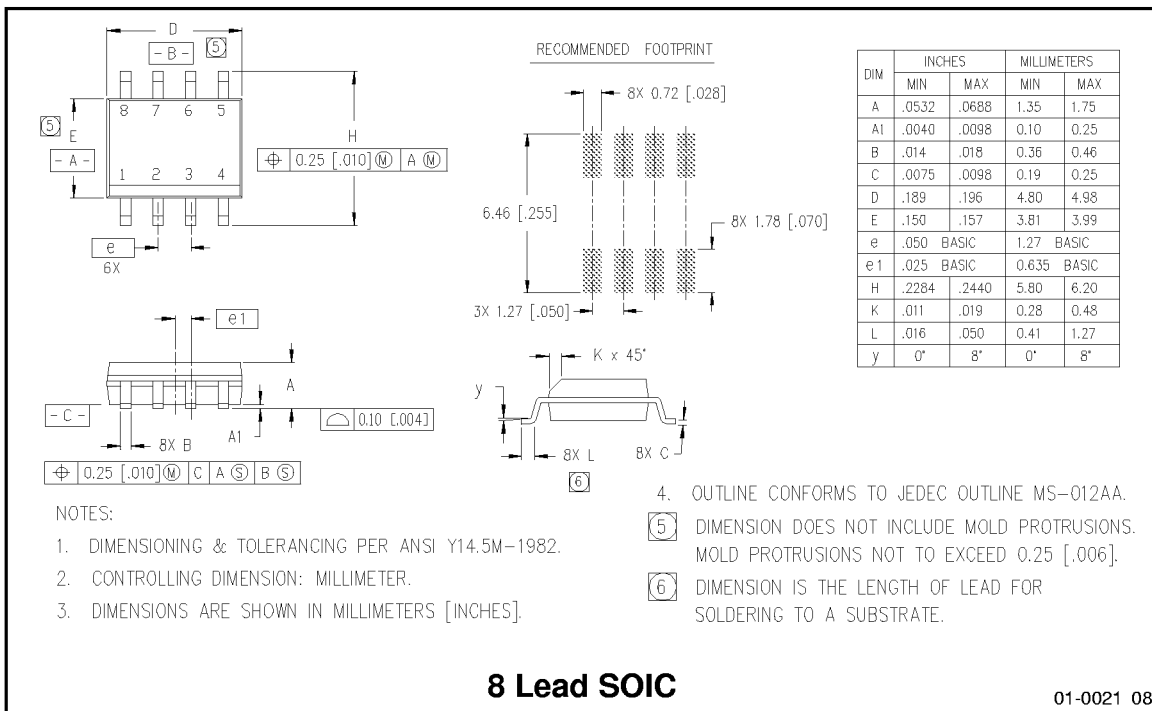 D
- B -
5
8 7 6 5
5
E
- A -
1 2 3 4
H
⌖ 0.25 [.010] Ⓜ A Ⓜ
e
6X
RECOMMENDED FOOTPRINT
8X 0.72 [.028]
6.46 [.255]
8X 1.78 [.070]
3X 1.27 [.050]
DIM INCHES MILLIMETERS
MIN MAX MIN MAX
A .0532 .0688 1.35 1.75
A1 .0040 .0098 0.10 0.25
B .014 .018 0.36 0.46
C .0075 .0098 0.19 0.25
D .189 .196 4.80 4.98
E .150 .157 3.81 3.99
e .050 BASIC 1.27 BASIC
e1 .025 BASIC 0.635 BASIC
H .2284 .2440 5.80 6.20
K .011 .019 0.28 0.48
L .016 .050 0.41 1.27
y 0° 8° 0° 8°
e1
A
- C -
8X B
A1
⌓ 0.10 [.004]
⌖ 0.25 [.010] Ⓜ C A Ⓢ B Ⓢ
K x 45°
y
8X L
6
8X C
NOTES:
1. DIMENSIONING & TOLERANCING PER ANSI Y14.5M-1982.
2. CONTROLLING DIMENSION: MILLIMETER.
3. DIMENSIONS ARE SHOWN IN MILLIMETERS [INCHES].
4. OUTLINE CONFORMS TO JEDEC OUTLINE MS-012AA.
5 DIMENSION DOES NOT INCLUDE MOLD PROTRUSIONS.
MOLD PROTRUSIONS NOT TO EXCEED 0.25 [.006].
6 DIMENSION IS THE LENGTH OF LEAD FOR
SOLDERING TO A SUBSTRATE.
8 Lead SOIC
01-0021 08